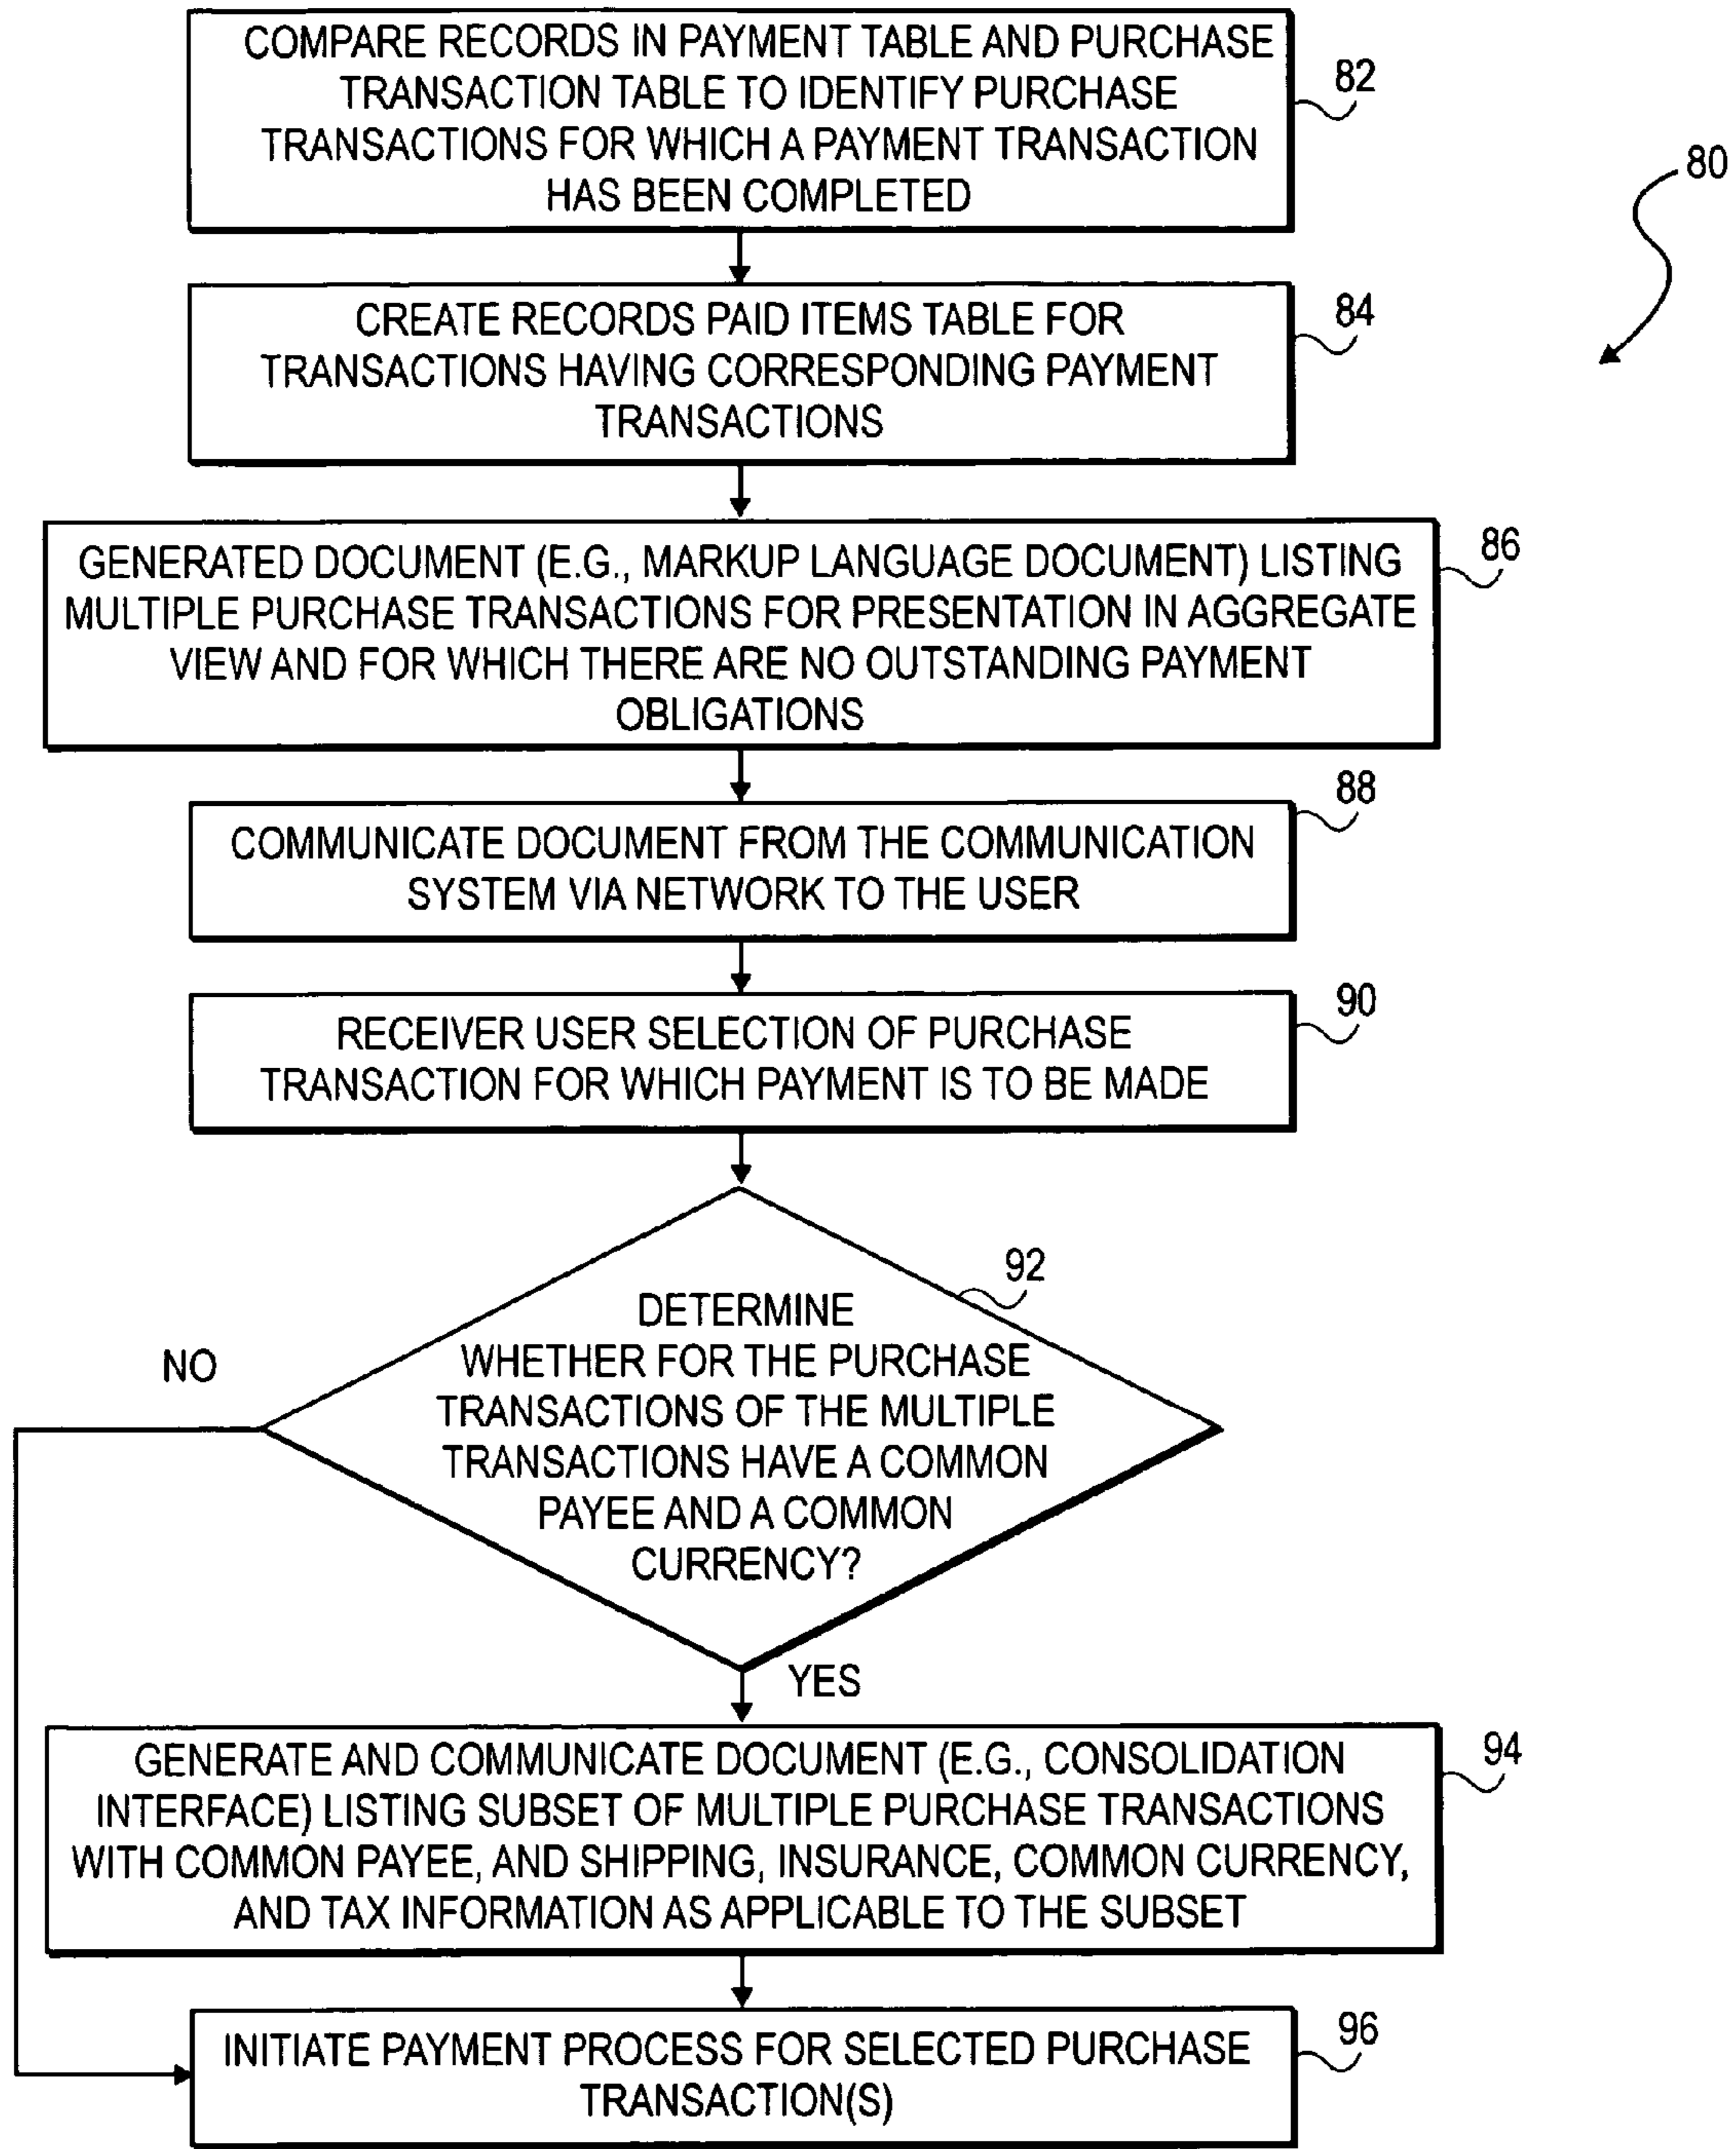 COMPARE RECORDS IN PAYMENT TABLE AND PURCHASE
TRANSACTION TABLE TO IDENTIFY PURCHASE
TRANSACTIONS FOR WHICH A PAYMENT TRANSACTION
HAS BEEN COMPLETED
82
80
CREATE RECORDS PAID ITEMS TABLE FOR
TRANSACTIONS HAVING CORRESPONDING PAYMENT
TRANSACTIONS
84
GENERATED DOCUMENT (E.G., MARKUP LANGUAGE DOCUMENT) LISTING
MULTIPLE PURCHASE TRANSACTIONS FOR PRESENTATION IN AGGREGATE
VIEW AND FOR WHICH THERE ARE NO OUTSTANDING PAYMENT
OBLIGATIONS
86
COMMUNICATE DOCUMENT FROM THE COMMUNICATION
SYSTEM VIA NETWORK TO THE USER
88
RECEIVER USER SELECTION OF PURCHASE
TRANSACTION FOR WHICH PAYMENT IS TO BE MADE
90
DETERMINE
WHETHER FOR THE PURCHASE
TRANSACTIONS OF THE MULTIPLE
TRANSACTIONS HAVE A COMMON
PAYEE AND A COMMON
CURRENCY?
92
NO
YES
GENERATE AND COMMUNICATE DOCUMENT (E.G., CONSOLIDATION
INTERFACE) LISTING SUBSET OF MULTIPLE PURCHASE TRANSACTIONS
WITH COMMON PAYEE, AND SHIPPING, INSURANCE, COMMON CURRENCY,
AND TAX INFORMATION AS APPLICABLE TO THE SUBSET
94
INITIATE PAYMENT PROCESS FOR SELECTED PURCHASE
TRANSACTION(S)
96